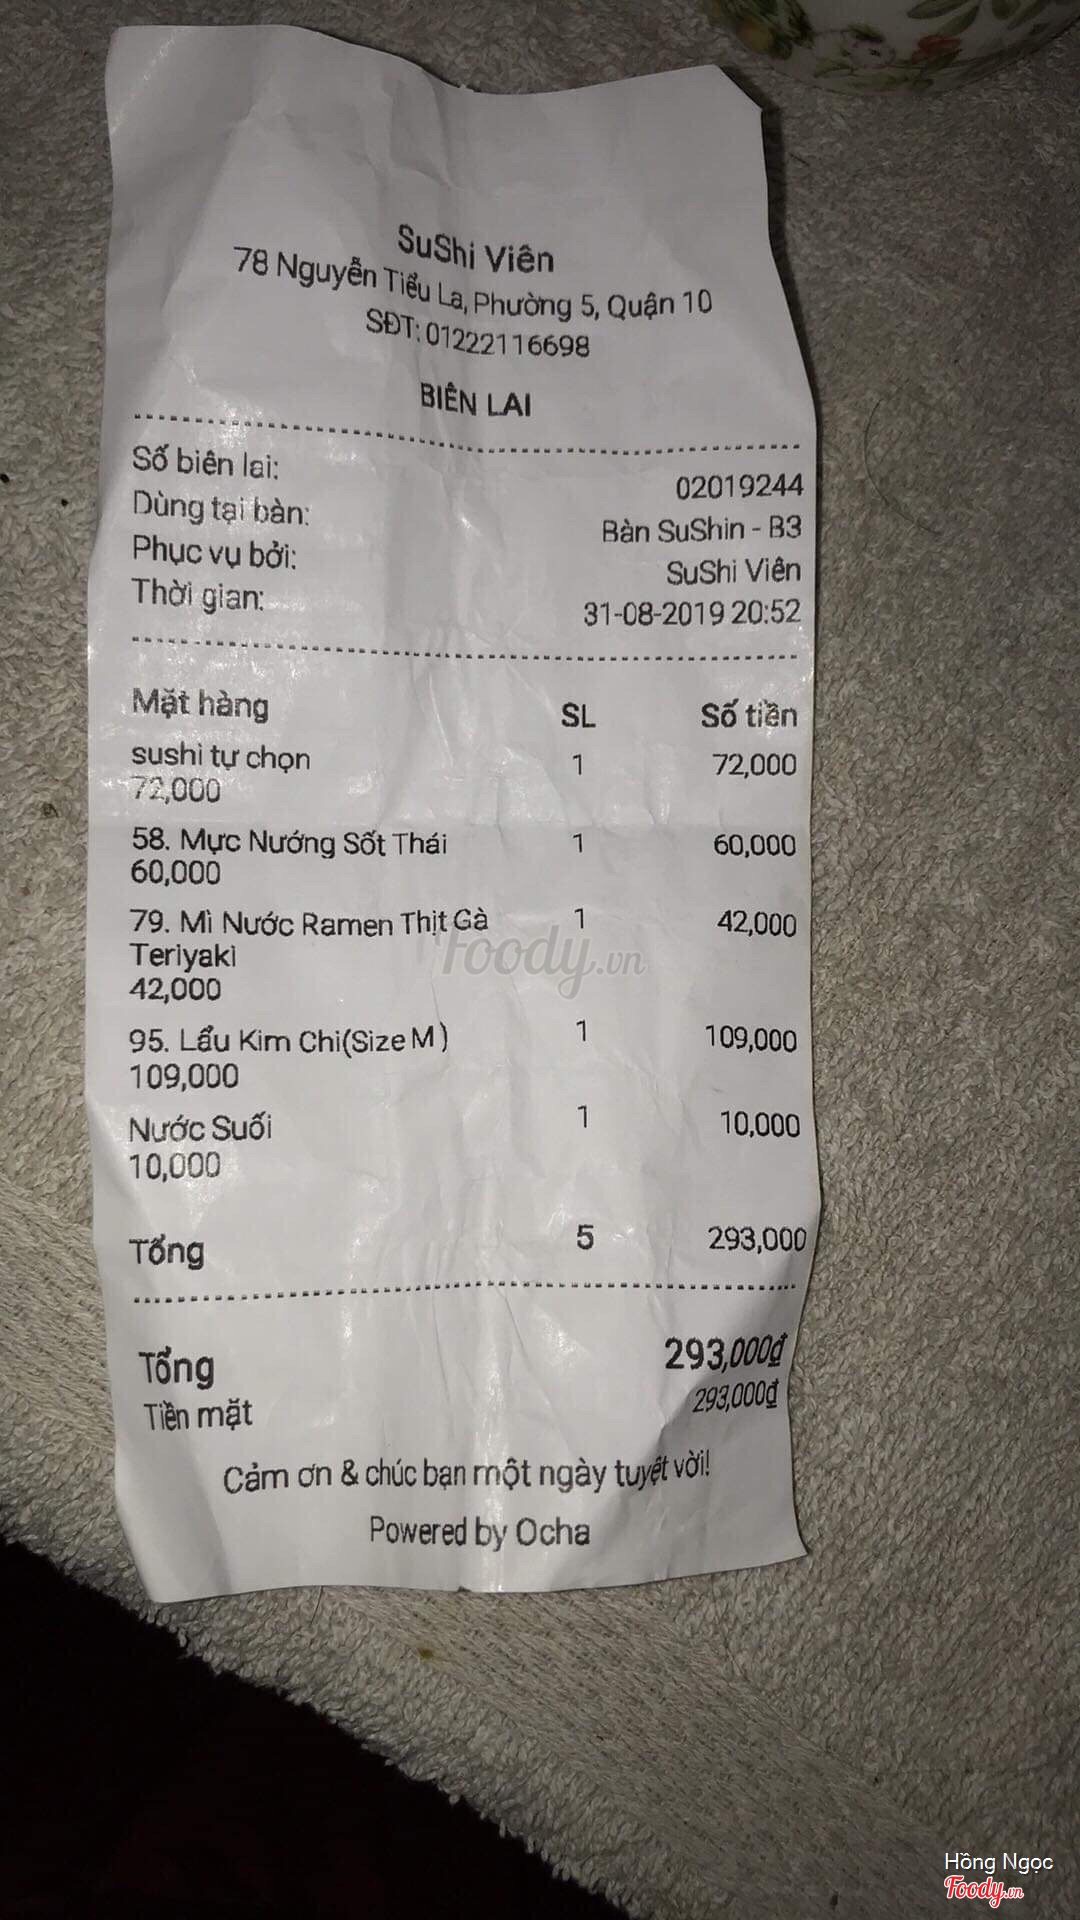 SuShi Viên
78 Nguyễn Tiểu La, Phường 5, Quận 10
SĐT: 01222116698
BIÊN LAI
Số biên lai: 02019244
Dùng tại bàn: Bàn SuShin - B3
Phục vụ bởi: SuShi Viên
Thời gian: 31-08-2019 20:52
Mặt hàng SL Số tiền
sushi tự chọn 1 72,000
72,000
58. Mực Nướng Sốt Thái 1 60,000
60,000
79. Mì Nước Ramen Thịt Gà 1 42,000
Teriyaki
42,000
Foody.vn
95. Lẩu Kim Chi(Size M) 1 109,000
109,000
Nước Suối 1 10,000
10,000
Tổng 5 293,000
Tổng 293,000₫
Tiền mặt 293,000₫
Cảm ơn & chúc bạn một ngày tuyệt vời!
Powered by Ocha
Hồng Ngọc
Foody.vn